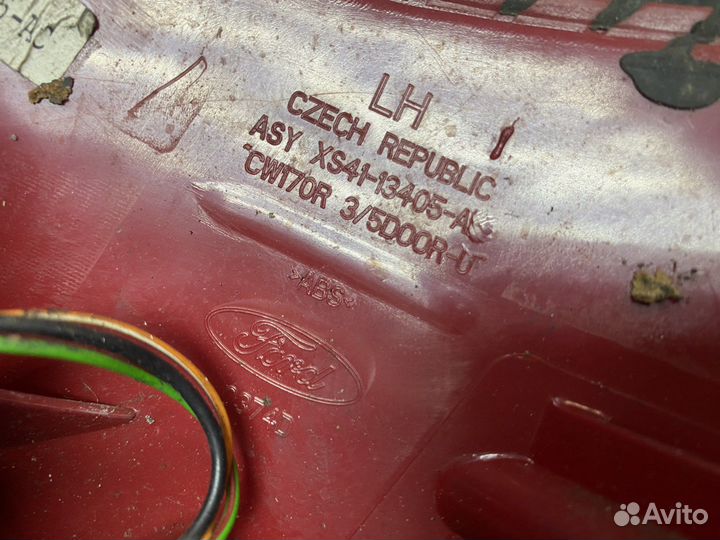 LH
CZECH REPUBLIC
ASY XS41-13405-A
CW170R 3/5DOOR-U
>ABS<
Ford
-AC
Avito